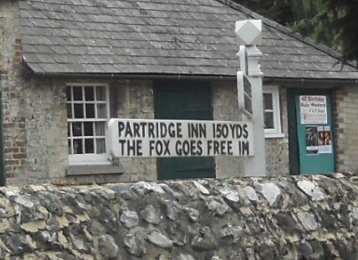 PARTRIDGE INN 150YDS
THE FOX GOES FREE 1M